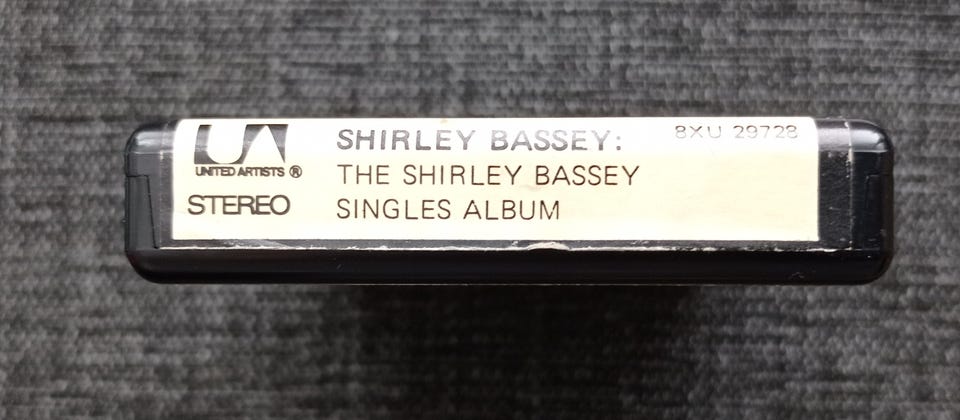 UA
UNITED ARTISTS ®
STEREO
SHIRLEY BASSEY:
THE SHIRLEY BASSEY
SINGLES ALBUM
8XU 29728